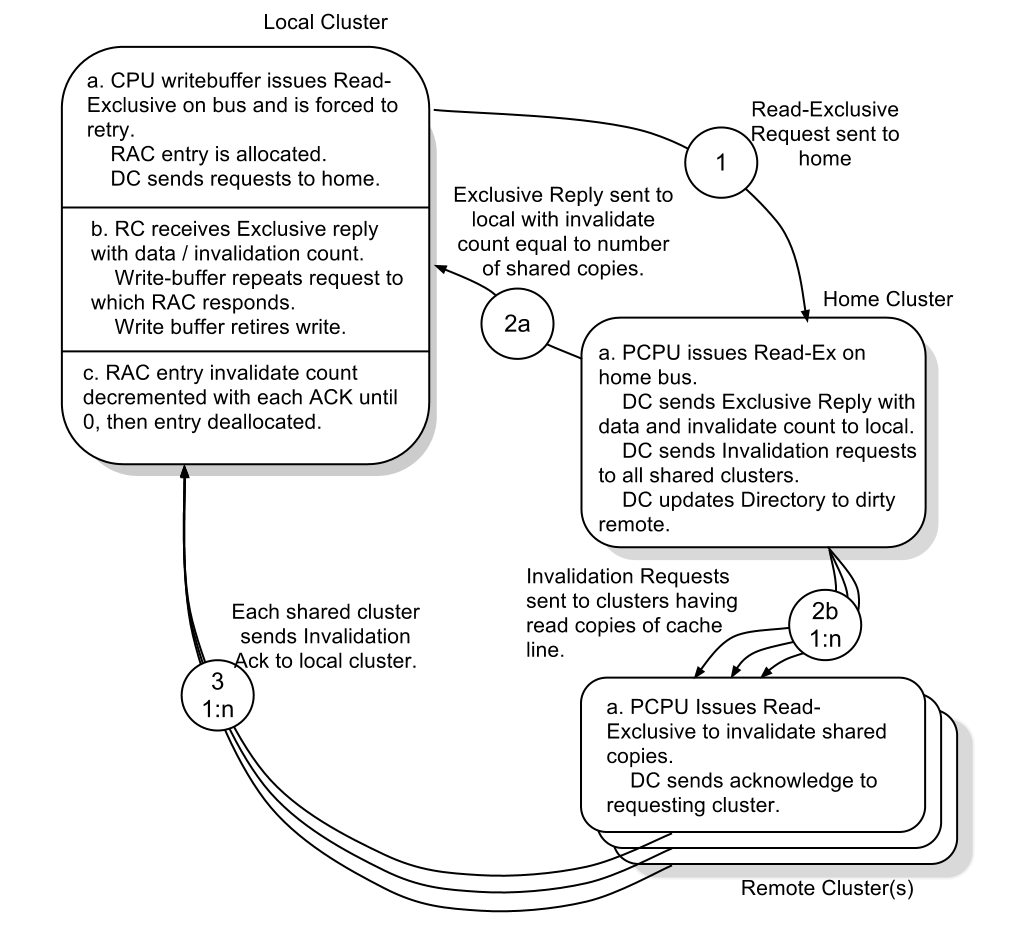 Local Cluster
a. CPU writebuffer issues Read-
Exclusive on bus and is forced to
retry.
RAC entry is allocated.
DC sends requests to home.
b. RC receives Exclusive reply
with data / invalidation count.
Write-buffer repeats request to
which RAC responds.
Write buffer retires write.
c. RAC entry invalidate count
decremented with each ACK until
0, then entry deallocated.
1
Read-Exclusive
Request sent to
home
Exclusive Reply sent to
local with invalidate
count equal to number
of shared copies.
2a
Home Cluster
a. PCPU issues Read-Ex on
home bus.
DC sends Exclusive Reply with
data and invalidate count to local.
DC sends Invalidation requests
to all shared clusters.
DC updates Directory to dirty
remote.
Invalidation Requests
sent to clusters having
read copies of cache
line.
2b
1:n
Each shared cluster
sends Invalidation
Ack to local cluster.
3
1:n
a. PCPU Issues Read-
Exclusive to invalidate shared
copies.
DC sends acknowledge to
requesting cluster.
Remote Cluster(s)